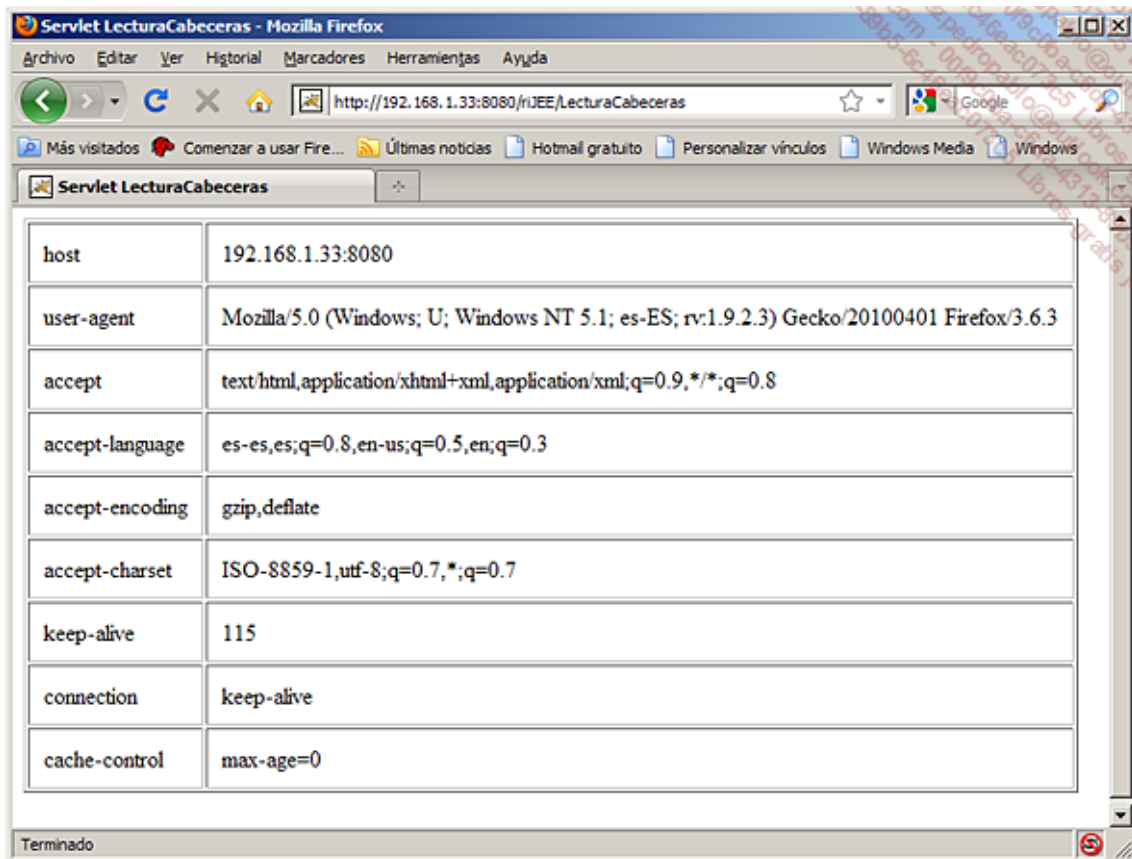 Servlet LecturaCabeceras - Mozilla Firefox
Archivo Editar Ver Historial Marcadores Herramientas Ayuda
http://192.168.1.33:8080/riJEE/LecturaCabeceras Google
Más visitados Comenzar a usar Fire... Últimas noticias Hotmail gratuito Personalizar vínculos Windows Media Windows
Servlet LecturaCabeceras
host 192.168.1.33:8080
user-agent Mozilla/5.0 (Windows; U; Windows NT 5.1; es-ES; rv:1.9.2.3) Gecko/20100401 Firefox/3.6.3
accept text/html,application/xhtml+xml,application/xml;q=0.9,*/*;q=0.8
accept-language es-es,es;q=0.8,en-us;q=0.5,en;q=0.3
accept-encoding gzip,deflate
accept-charset ISO-8859-1,utf-8;q=0.7,*;q=0.7
keep-alive 115
connection keep-alive
cache-control max-age=0
Terminado